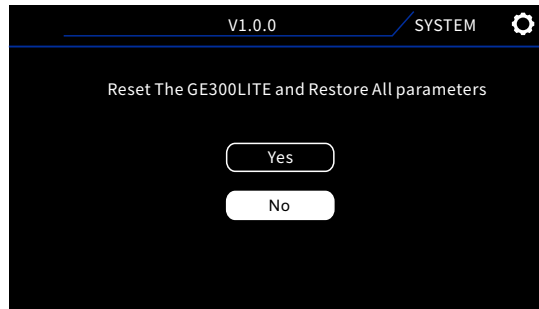 V1.0.0 SYSTEM
Reset The GE300LITE and Restore All parameters
Yes
No